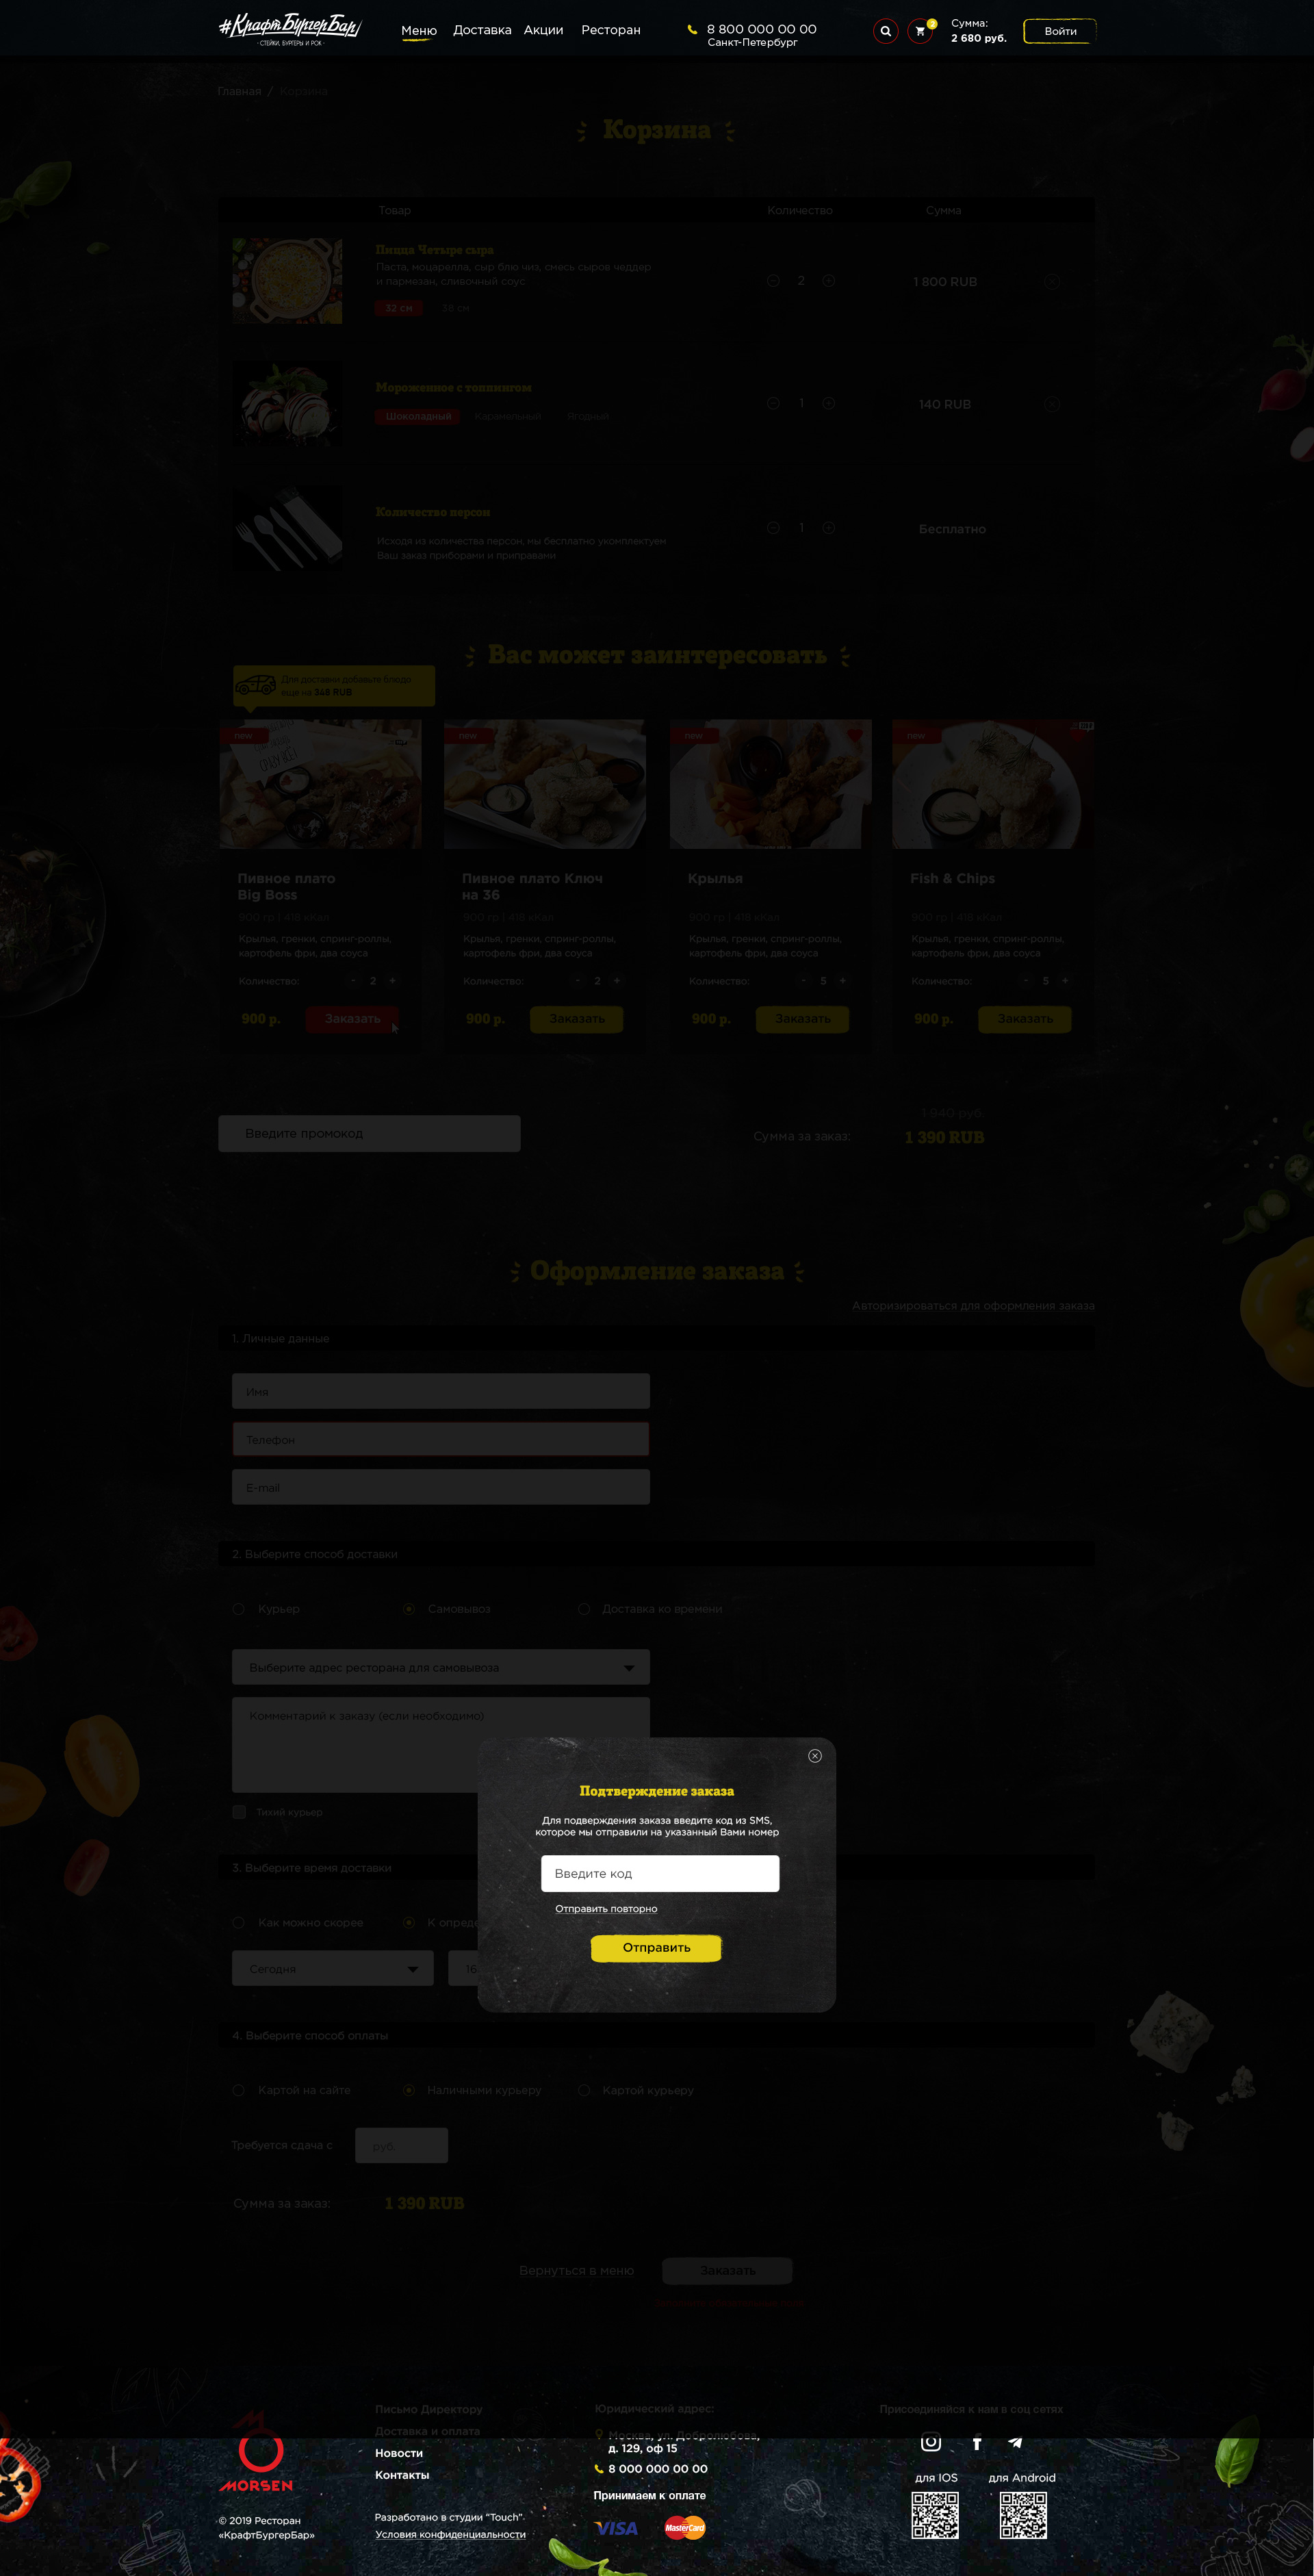 #КрафтБургерБар
· СТЕЙКИ, БУРГЕРЫ И РОК ·
Меню Доставка Акции Ресторан
8 800 000 00 00
Санкт-Петербург
2
Сумма:
2 680 руб.
Войти
Главная / Корзина
Корзина
Товар Количество Сумма
Пицца Четыре сыра
Паста, моцарелла, сыр блю чиз, смесь сыров чеддер
и пармезан, сливочный соус
32 см 38 см
2
1 800 RUB
Мороженное с топпингом
Шоколадный Карамельный Ягодный
1
140 RUB
Количество персон
Исходя из количества персон, мы бесплатно укомплектуем
Ваш заказ приборами и приправами
1
Бесплатно
Вас может заинтересовать
Для доставки добавьте блюдо
еще на 348 RUB
new
new
new
new
Пивное плато
Big Boss
900 гр | 418 кКал
Крылья, гренки, спринг-роллы,
картофель фри, два соуса
Количество: - 2 +
900 р. Заказать
Пивное плато Ключ
на 36
900 гр | 418 кКал
Крылья, гренки, спринг-роллы,
картофель фри, два соуса
Количество: - 2 +
900 р. Заказать
Крылья
900 гр | 418 кКал
Крылья, гренки, спринг-роллы,
картофель фри, два соуса
Количество: - 5 +
900 р. Заказать
Fish & Chips
900 гр | 418 кКал
Крылья, гренки, спринг-роллы,
картофель фри, два соуса
Количество: - 5 +
900 р. Заказать
Введите промокод
1 940 руб.
Сумма за заказ: 1 390 RUB
Оформление заказа
Авторизироваться для оформления заказа
1. Личные данные
Имя
Телефон
E-mail
2. Выберите способ доставки
Курьер Самовывоз Доставка ко времени
Выберите адрес ресторана для самовывоза
Комментарий к заказу (если необходимо)
Тихий курьер
Подтверждение заказа
Для подверждения заказа введите код из SMS,
которое мы отправили на указанный Вами номер
Введите код
Отправить повторно
Отправить
3. Выберите время доставки
Как можно скорее К опреде
Сегодня 16
4. Выберите способ оплаты
Картой на сайте Наличными курьеру Картой курьеру
Требуется сдача с руб.
Сумма за заказ: 1 390 RUB
Вернуться в меню Заказать
MORSEN
© 2019 Ресторан
«КрафтБургерБар»
Письмо Директору
Доставка и оплата
Новости
Контакты
Разработано в студии “Touch”
Условия конфиденциальности
Юридический адрес:
Москва, ул. Добролюбова,
д. 129, оф 15
8 000 000 00 00
Принимаем к оплате
VISA MasterCard
Присоединяйся к нам в соц сетях
для IOS для Android